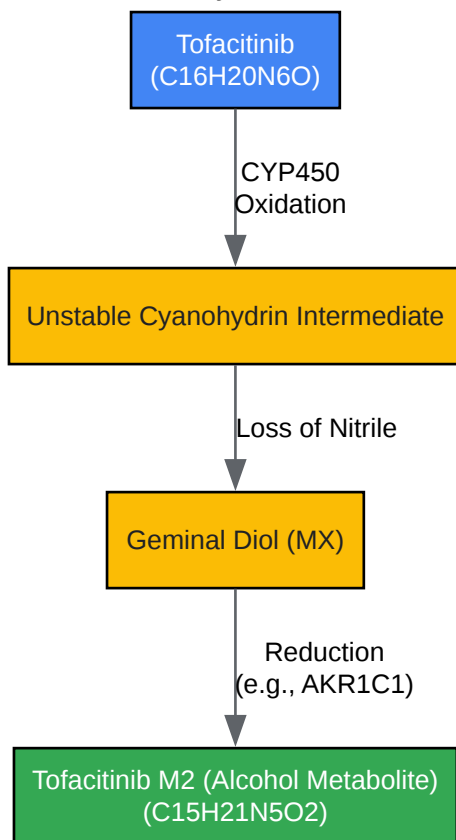 Tofacitinib
(C16H20N6O)
CYP450
Oxidation
Unstable Cyanohydrin Intermediate
Loss of Nitrile
Geminal Diol (MX)
Reduction
(e.g., AKR1C1)
Tofacitinib M2 (Alcohol Metabolite)
(C15H21N5O2)